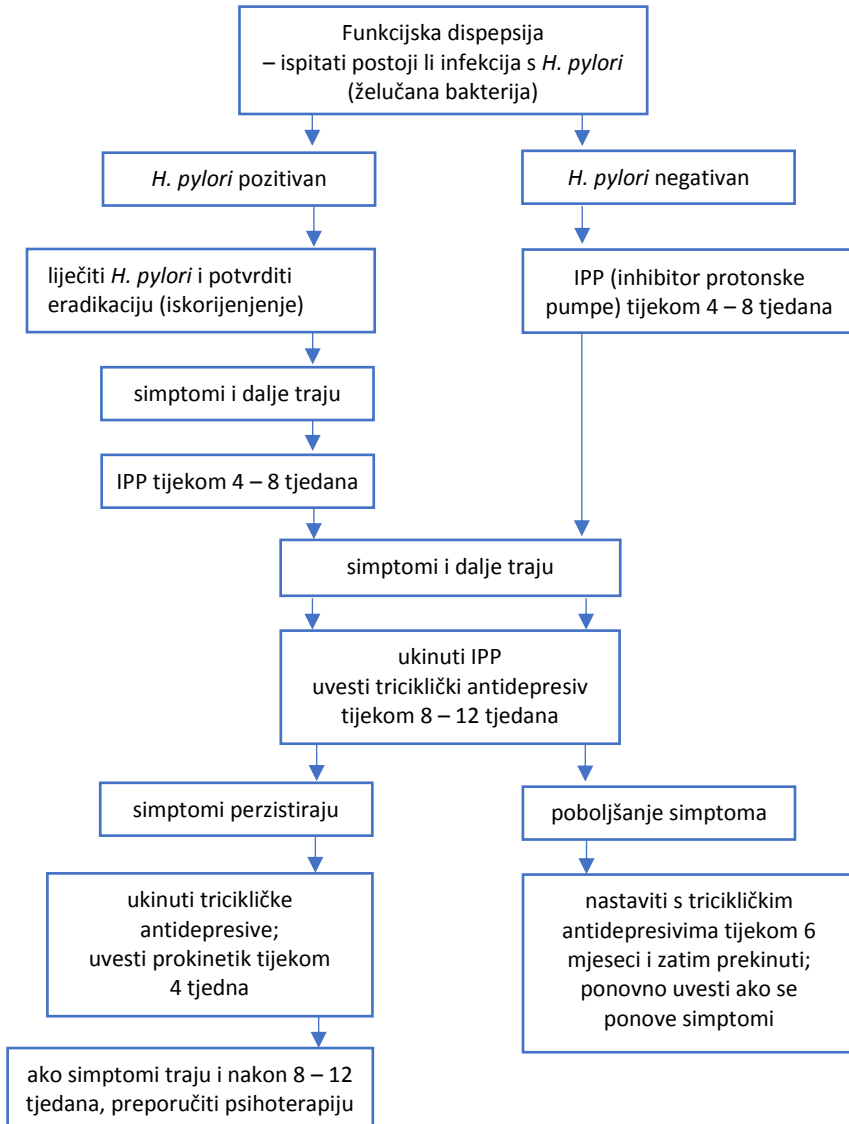 Funkcijska dispepsija
– ispitati postoji li infekcija s H. pylori
(želučana bakterija)
H. pylori pozitivan
H. pylori negativan
liječiti H. pylori i potvrditi
eradikaciju (iskorijenjenje)
IPP (inhibitor protonske
pumpe) tijekom 4 – 8 tjedana
simptomi i dalje traju
IPP tijekom 4 – 8 tjedana
simptomi i dalje traju
ukinuti IPP
uvesti triciklički antidepresiv
tijekom 8 – 12 tjedana
simptomi perzistiraju
poboljšanje simptoma
ukinuti tricikličke
antidepresive;
uvesti prokinetik tijekom
4 tjedna
nastaviti s tricikličkim
antidepresivima tijekom 6
mjeseci i zatim prekinuti;
ponovno uvesti ako se
ponove simptomi
ako simptomi traju i nakon 8 – 12
tjedana, preporučiti psihoterapiju